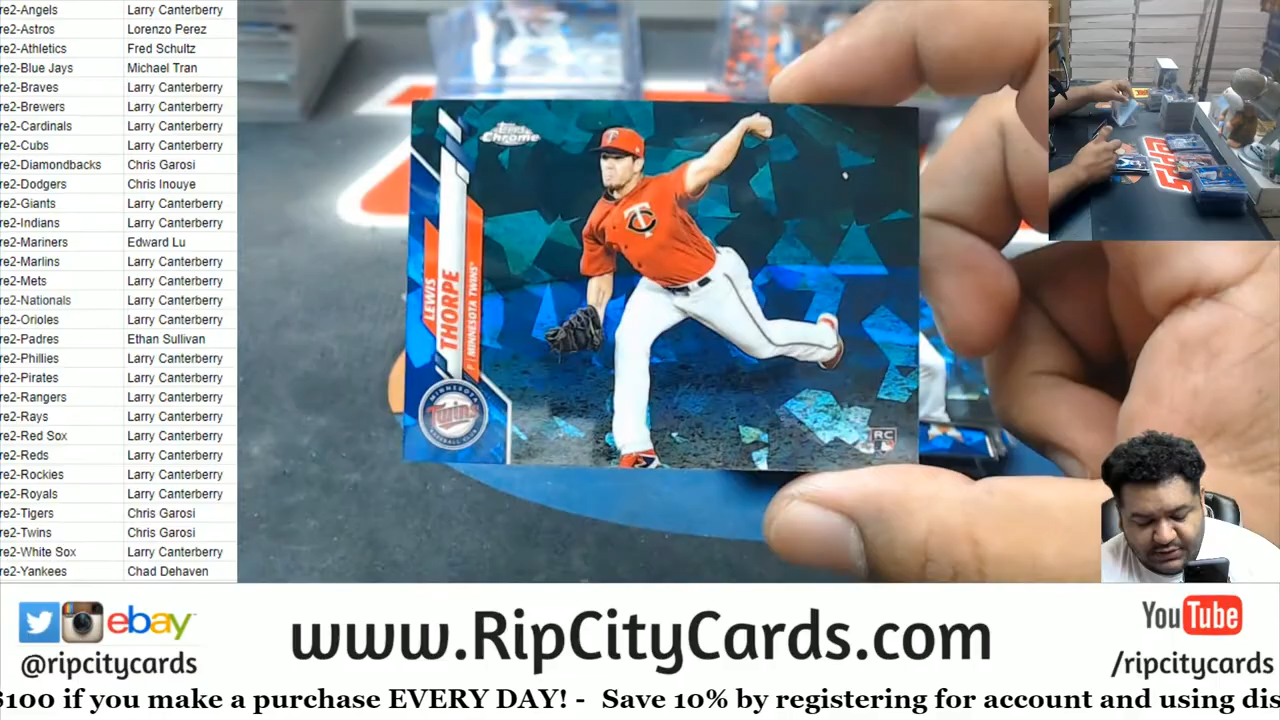 re2-Angels Larry Canterberry
re2-Astros Lorenzo Perez
re2-Athletics Fred Schultz
re2-Blue Jays Michael Tran
re2-Braves Larry Canterberry
re2-Brewers Larry Canterberry
re2-Cardinals Larry Canterberry
re2-Cubs Larry Canterberry
re2-Diamondbacks Chris Garosi
re2-Dodgers Chris Inouye
re2-Giants Larry Canterberry
re2-Indians Larry Canterberry
re2-Mariners Edward Lu
re2-Marlins Larry Canterberry
re2-Mets Larry Canterberry
re2-Nationals Larry Canterberry
re2-Orioles Larry Canterberry
re2-Padres Ethan Sullivan
re2-Phillies Larry Canterberry
re2-Pirates Larry Canterberry
re2-Rangers Larry Canterberry
re2-Rays Larry Canterberry
re2-Red Sox Larry Canterberry
re2-Reds Larry Canterberry
re2-Rockies Larry Canterberry
re2-Royals Larry Canterberry
re2-Tigers Chris Garosi
re2-Twins Chris Garosi
re2-White Sox Larry Canterberry
re2-Yankees Chad Dehaven
Topps
Chrome
TC
LEWIS
THORPE
P | MINNESOTA TWINS®
MINNESOTA
Twins
BASEBALL CLUB
RC
ebay™
@ripcitycards
www.RipCityCards.com
YouTube
/ripcitycards
$100 if you make a purchase EVERY DAY! - Save 10% by registering for account and using dis